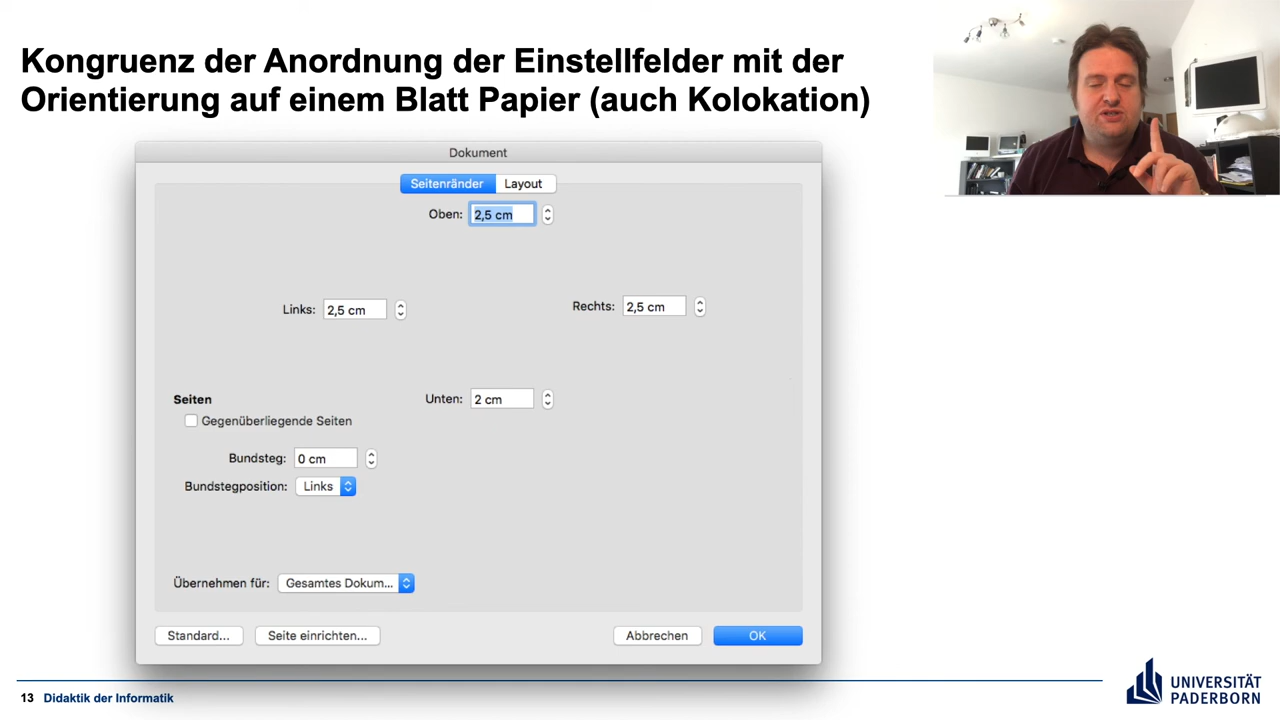 Kongruenz der Anordnung der Einstellfelder mit der
Orientierung auf einem Blatt Papier (auch Kolokation)
Dokument
Seitenränder Layout
Oben: 2,5 cm
Links: 2,5 cm
Rechts: 2,5 cm
Seiten
Unten: 2 cm
Gegenüberliegende Seiten
Bundsteg: 0 cm
Bundstegposition: Links
Übernehmen für: Gesamtes Dokum...
Standard... Seite einrichten... Abbrechen OK
13 Didaktik der Informatik
UNIVERSITÄT
PADERBORN